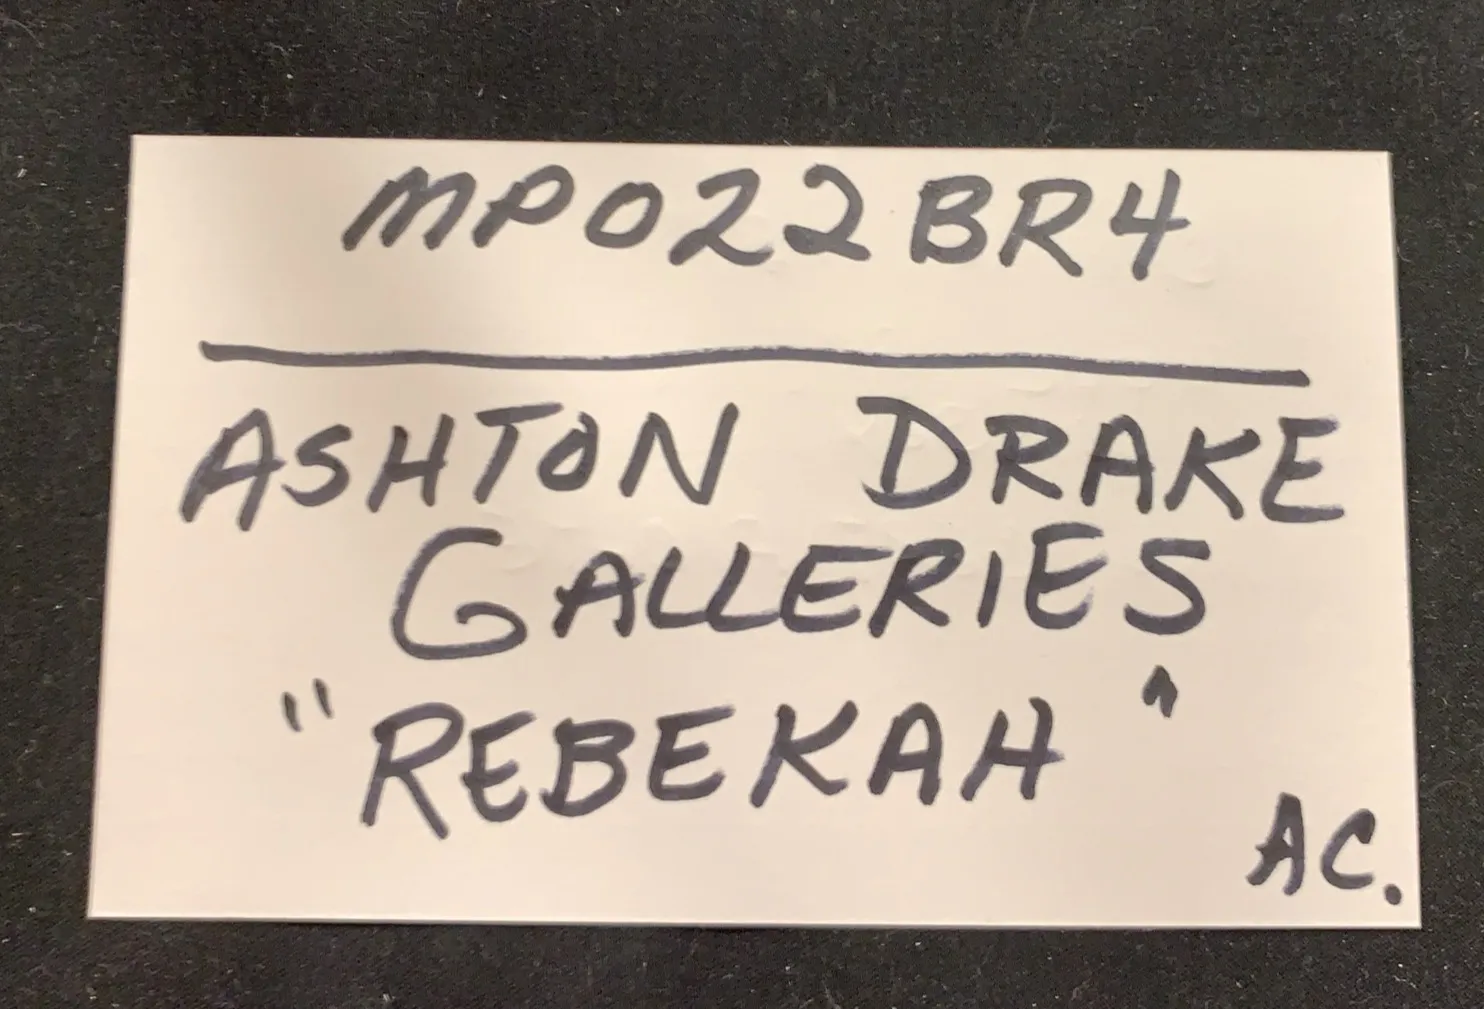 MP022BR4
ASHTON DRAKE
GALLERIES
"REBEKAH"
AC.